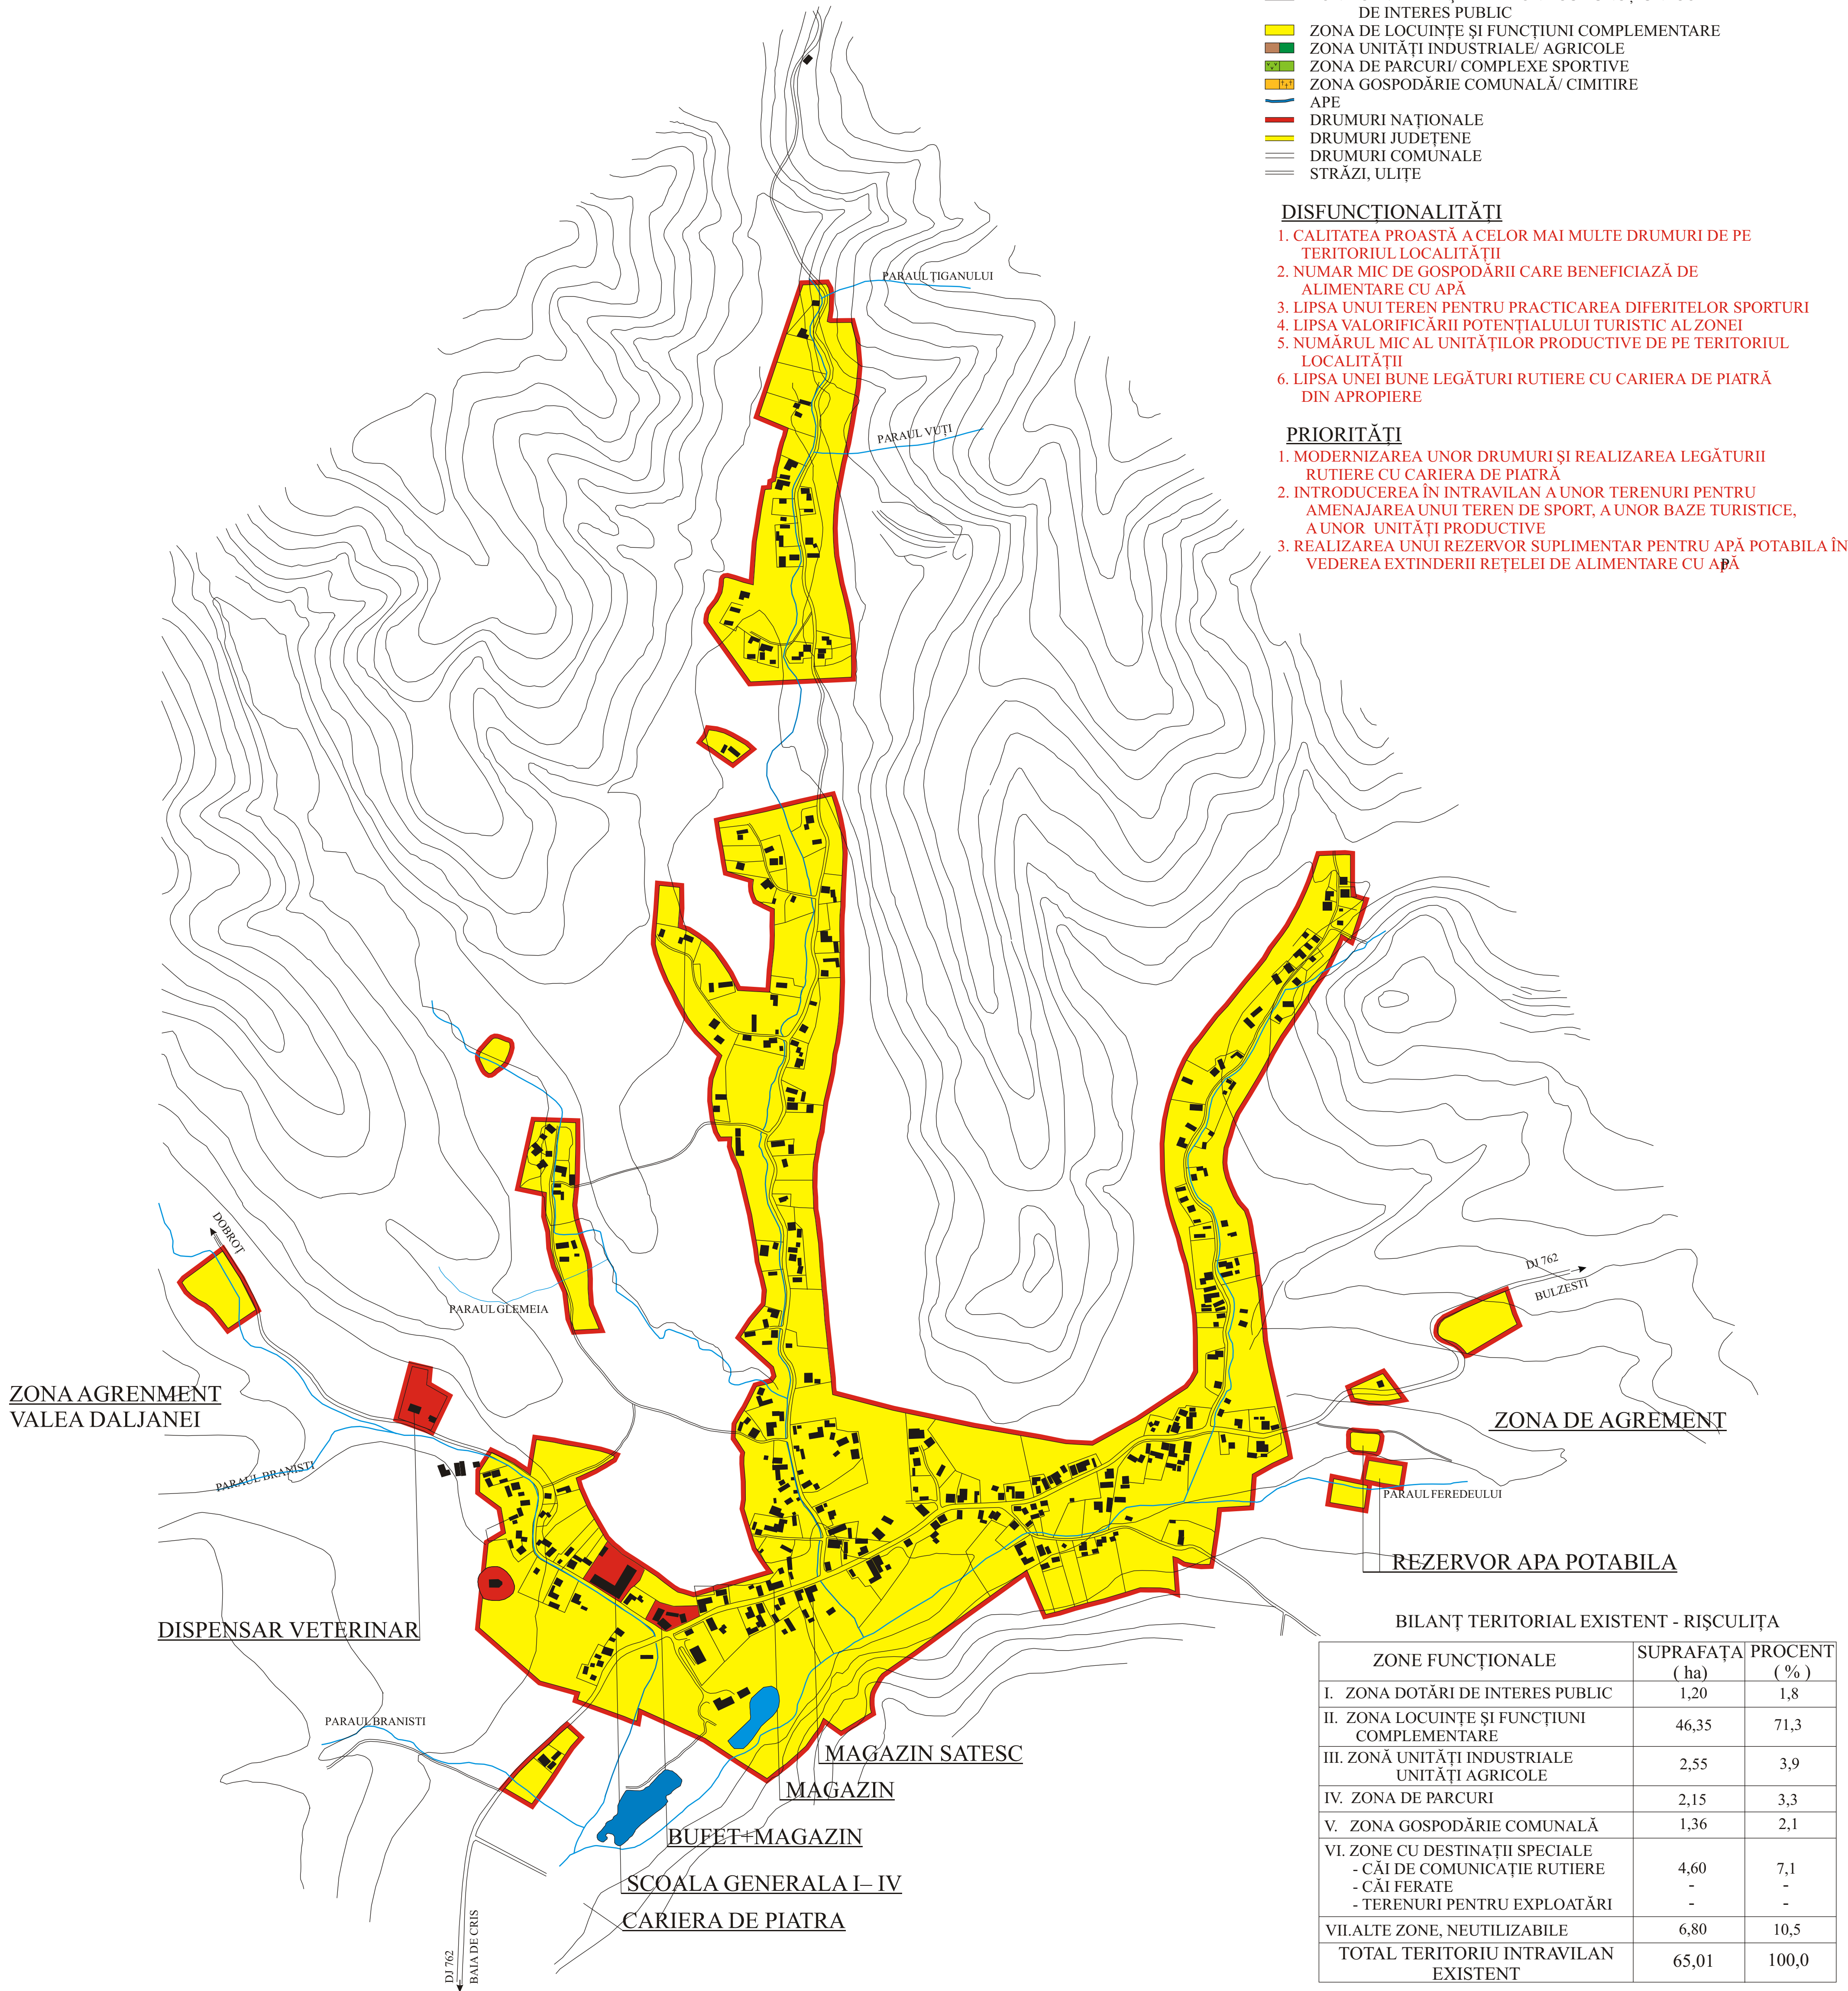 DE INTERES PUBLIC
ZONA DE LOCUINȚE ȘI FUNCȚIUNI COMPLEMENTARE
ZONA UNITĂȚI INDUSTRIALE/ AGRICOLE
ZONA DE PARCURI/ COMPLEXE SPORTIVE
ZONA GOSPODĂRIE COMUNALĂ/ CIMITIRE
APE
DRUMURI NAȚIONALE
DRUMURI JUDEȚENE
DRUMURI COMUNALE
STRĂZI, ULIȚE
DISFUNCȚIONALITĂȚI
1. CALITATEA PROASTĂ A CELOR MAI MULTE DRUMURI DE PE
TERITORIUL LOCALITĂȚII
2. NUMAR MIC DE GOSPODĂRII CARE BENEFICIAZĂ DE
ALIMENTARE CU APĂ
3. LIPSA UNUI TEREN PENTRU PRACTICAREA DIFERITELOR SPORTURI
4. LIPSA VALORIFICĂRII POTENȚIALULUI TURISTIC AL ZONEI
5. NUMĂRUL MIC AL UNITĂȚILOR PRODUCTIVE DE PE TERITORIUL
LOCALITĂȚII
6. LIPSA UNEI BUNE LEGĂTURI RUTIERE CU CARIERA DE PIATRĂ
DIN APROPIERE
PRIORITĂȚI
1. MODERNIZAREA UNOR DRUMURI ȘI REALIZAREA LEGĂTURII
RUTIERE CU CARIERA DE PIATRĂ
2. INTRODUCEREA ÎN INTRAVILAN A UNOR TERENURI PENTRU
AMENAJAREA UNUI TEREN DE SPORT, A UNOR BAZE TURISTICE,
A UNOR UNITĂȚI PRODUCTIVE
3. REALIZAREA UNUI REZERVOR SUPLIMENTAR PENTRU APĂ POTABILA ÎN
VEDEREA EXTINDERII REȚELEI DE ALIMENTARE CU APĂ
PARAUL ȚIGANULUI
PARAUL VUȚI
DOBROȚ
PARAUL GLEMEIA
DJ 762
BULZESTI
ZONA AGRENMENT
VALEA DALJANEI
ZONA DE AGREMENT
PARAUL BRANISTI
PARAUL FEREDEULUI
REZERVOR APA POTABILA
DISPENSAR VETERINAR
PARAUL BRANISTI
MAGAZIN SATESC
MAGAZIN
BUFET+MAGAZIN
SCOALA GENERALA I– IV
CARIERA DE PIATRA
DJ 762
BAIA DE CRIS
BILANȚ TERITORIAL EXISTENT - RIȘCULIȚA
ZONE FUNCȚIONALE SUPRAFAȚA PROCENT
( ha) ( % )
I. ZONA DOTĂRI DE INTERES PUBLIC 1,20 1,8
II. ZONA LOCUINȚE ȘI FUNCȚIUNI
COMPLEMENTARE 46,35 71,3
III. ZONĂ UNITĂȚI INDUSTRIALE
UNITĂȚI AGRICOLE 2,55 3,9
IV. ZONA DE PARCURI 2,15 3,3
V. ZONA GOSPODĂRIE COMUNALĂ 1,36 2,1
VI. ZONE CU DESTINAȚII SPECIALE
- CĂI DE COMUNICAȚIE RUTIERE 4,60 7,1
- CĂI FERATE - -
- TERENURI PENTRU EXPLOATĂRI - -
VII.ALTE ZONE, NEUTILIZABILE 6,80 10,5
TOTAL TERITORIU INTRAVILAN
EXISTENT 65,01 100,0